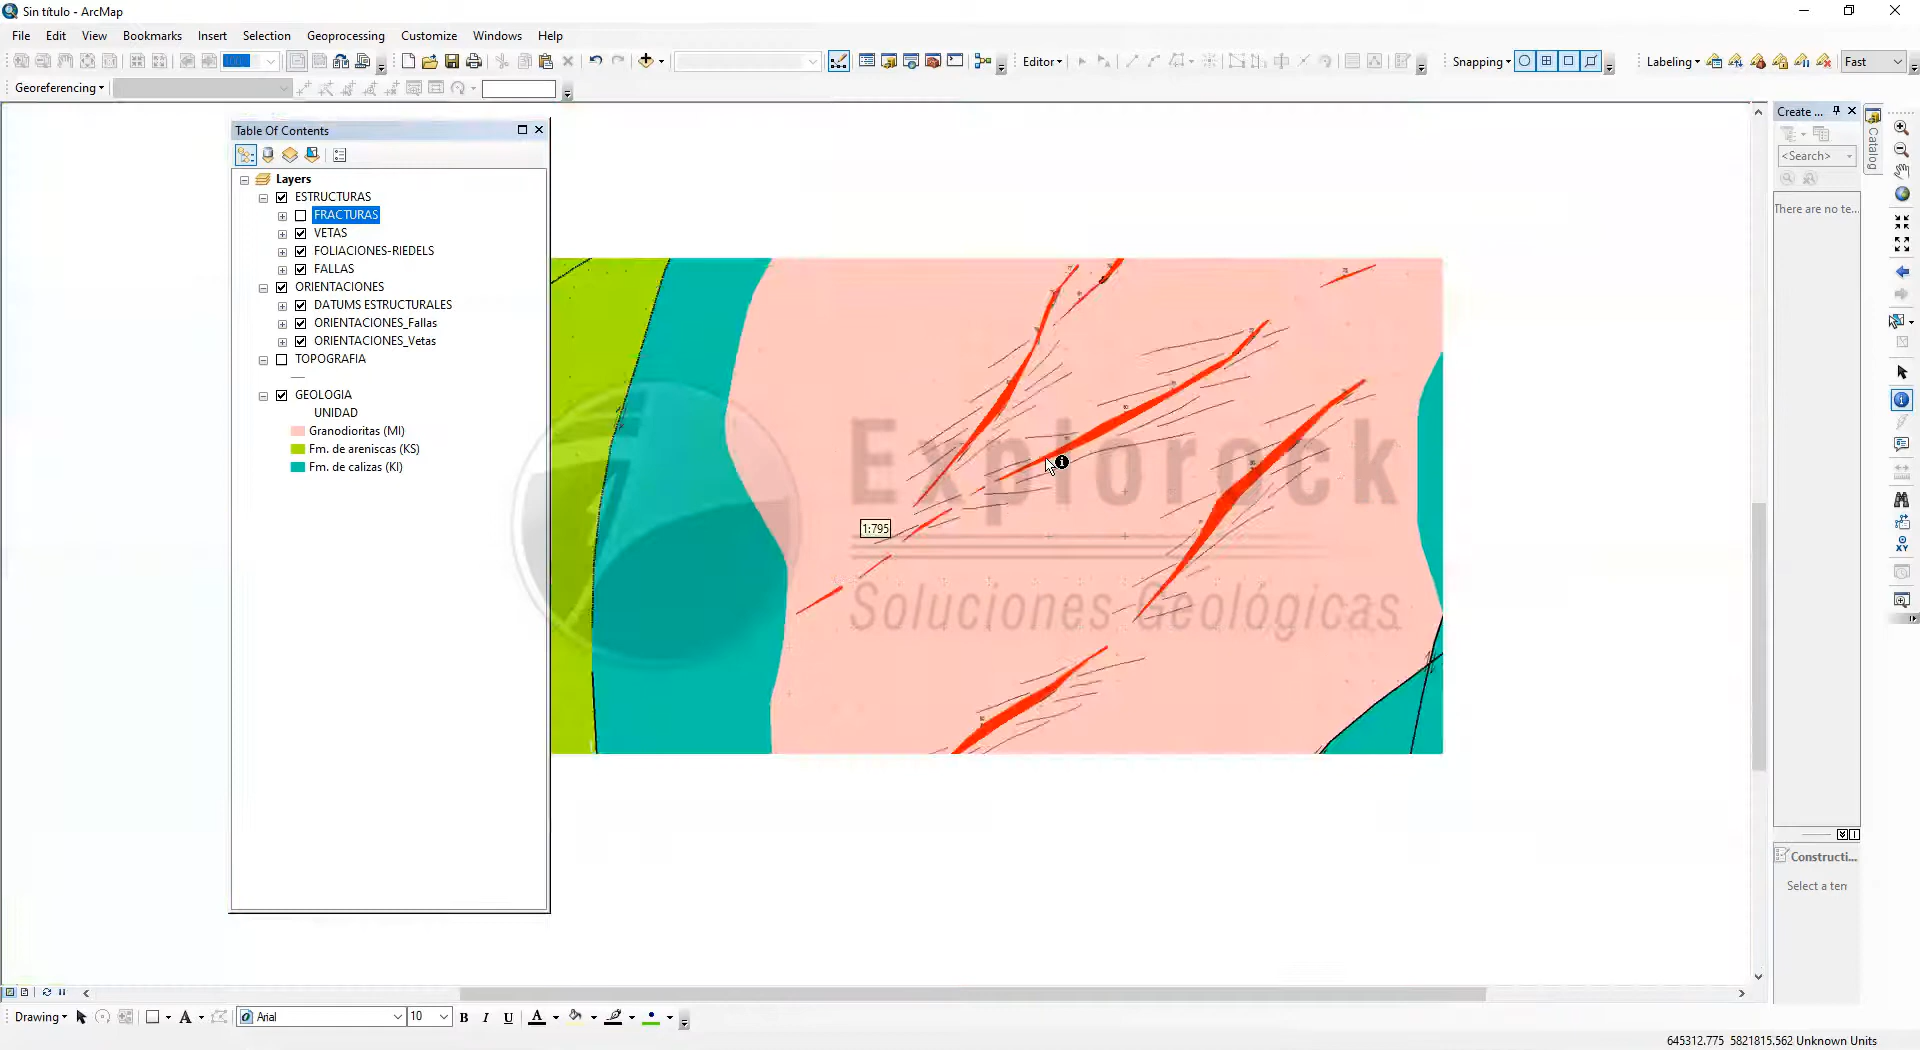 Sin título - ArcMap
File Edit View Bookmarks Insert Selection Geoprocessing Customize Windows Help
100% Editor Snapping Labeling Fast
Georeferencing
Table Of Contents
Layers
ESTRUCTURAS
FRACTURAS
VETAS
FOLIACIONES-RIEDELS
FALLAS
ORIENTACIONES
DATUMS ESTRUCTURALES
ORIENTACIONES_Fallas
ORIENTACIONES_Vetas
TOPOGRAFIA
GEOLOGIA
UNIDAD
Granodioritas (MI)
Fm. de areniscas (KS)
Fm. de calizas (KI)
Explorock
1:795
Soluciones Geológicas
Create ...
Catalog
<Search>
There are no te...
XY
Constructi...
Select a ten
Drawing A Arial 10 B I U A
645312.775 5821815.562 Unknown Units